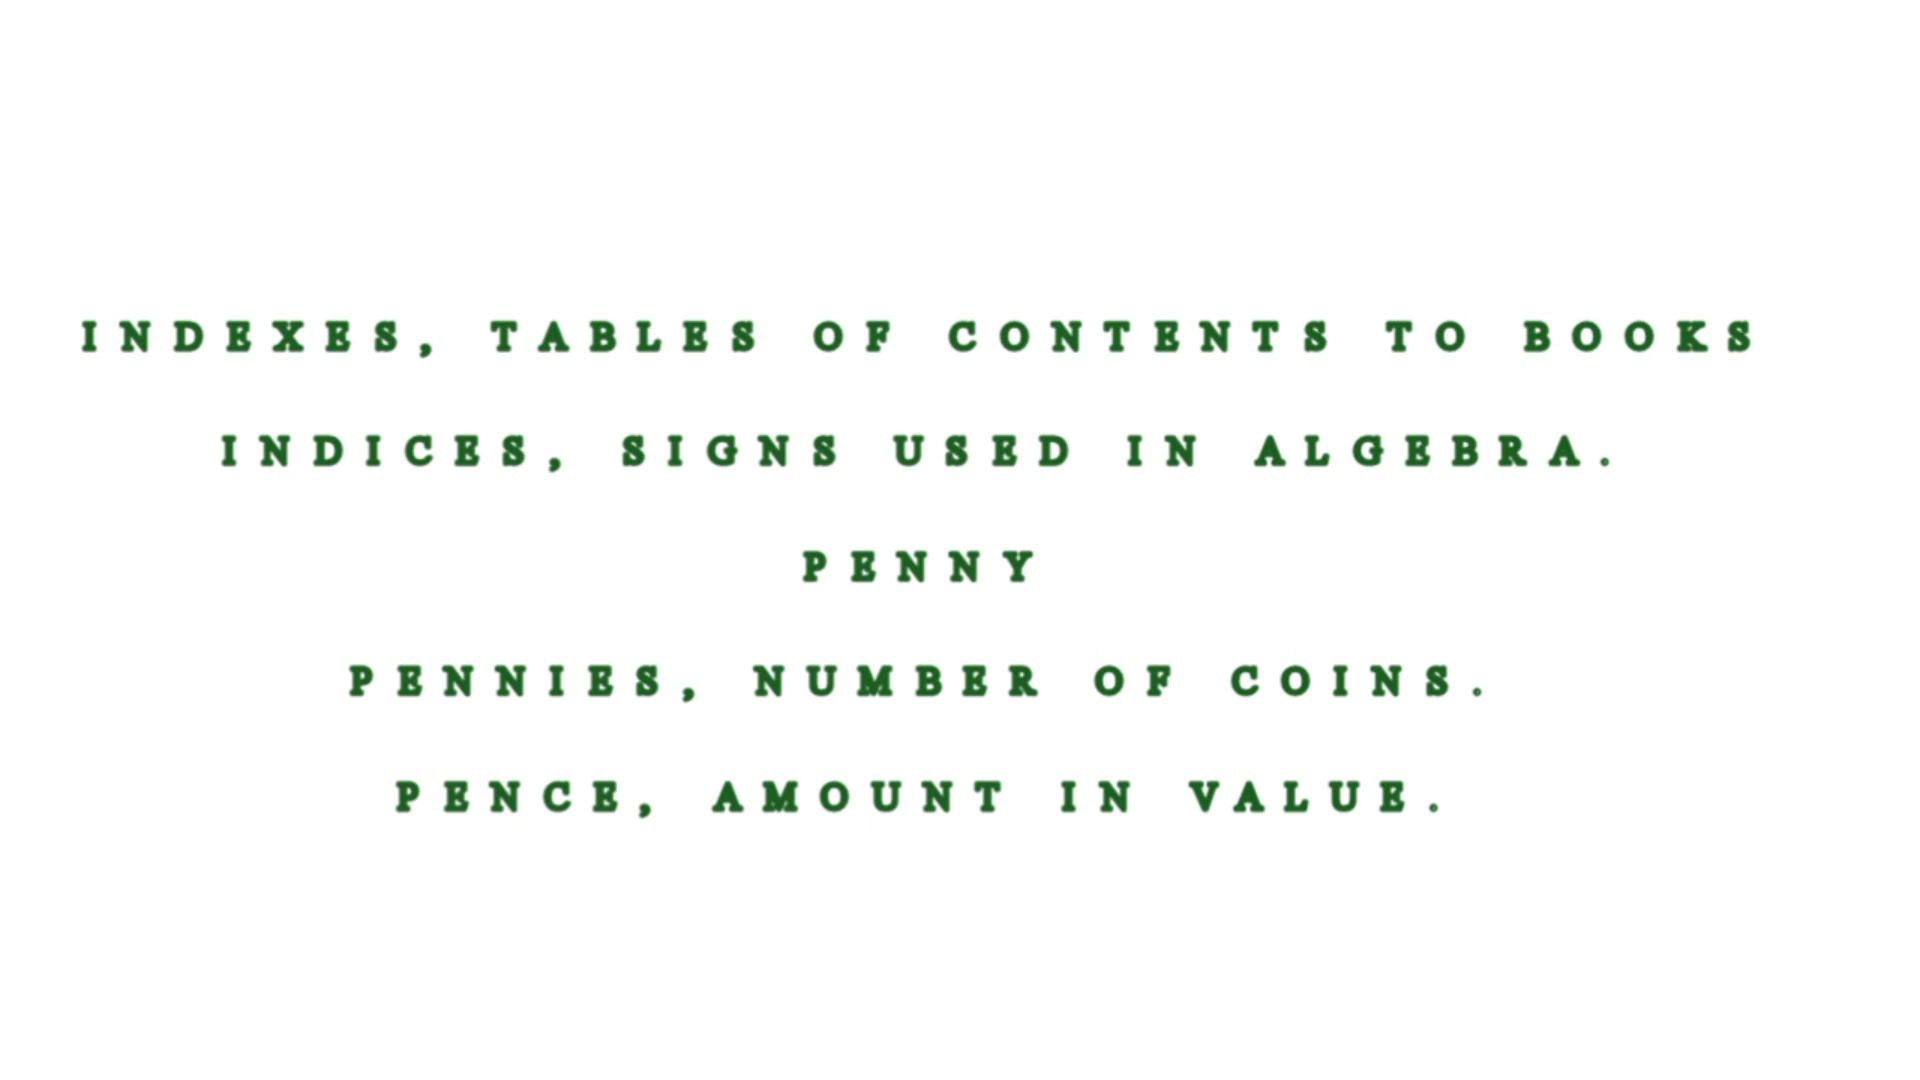 INDEXES, TABLES OF CONTENTS TO BOOKS
INDICES, SIGNS USED IN ALGEBRA.
PENNY
PENNIES, NUMBER OF COINS.
PENCE, AMOUNT IN VALUE.